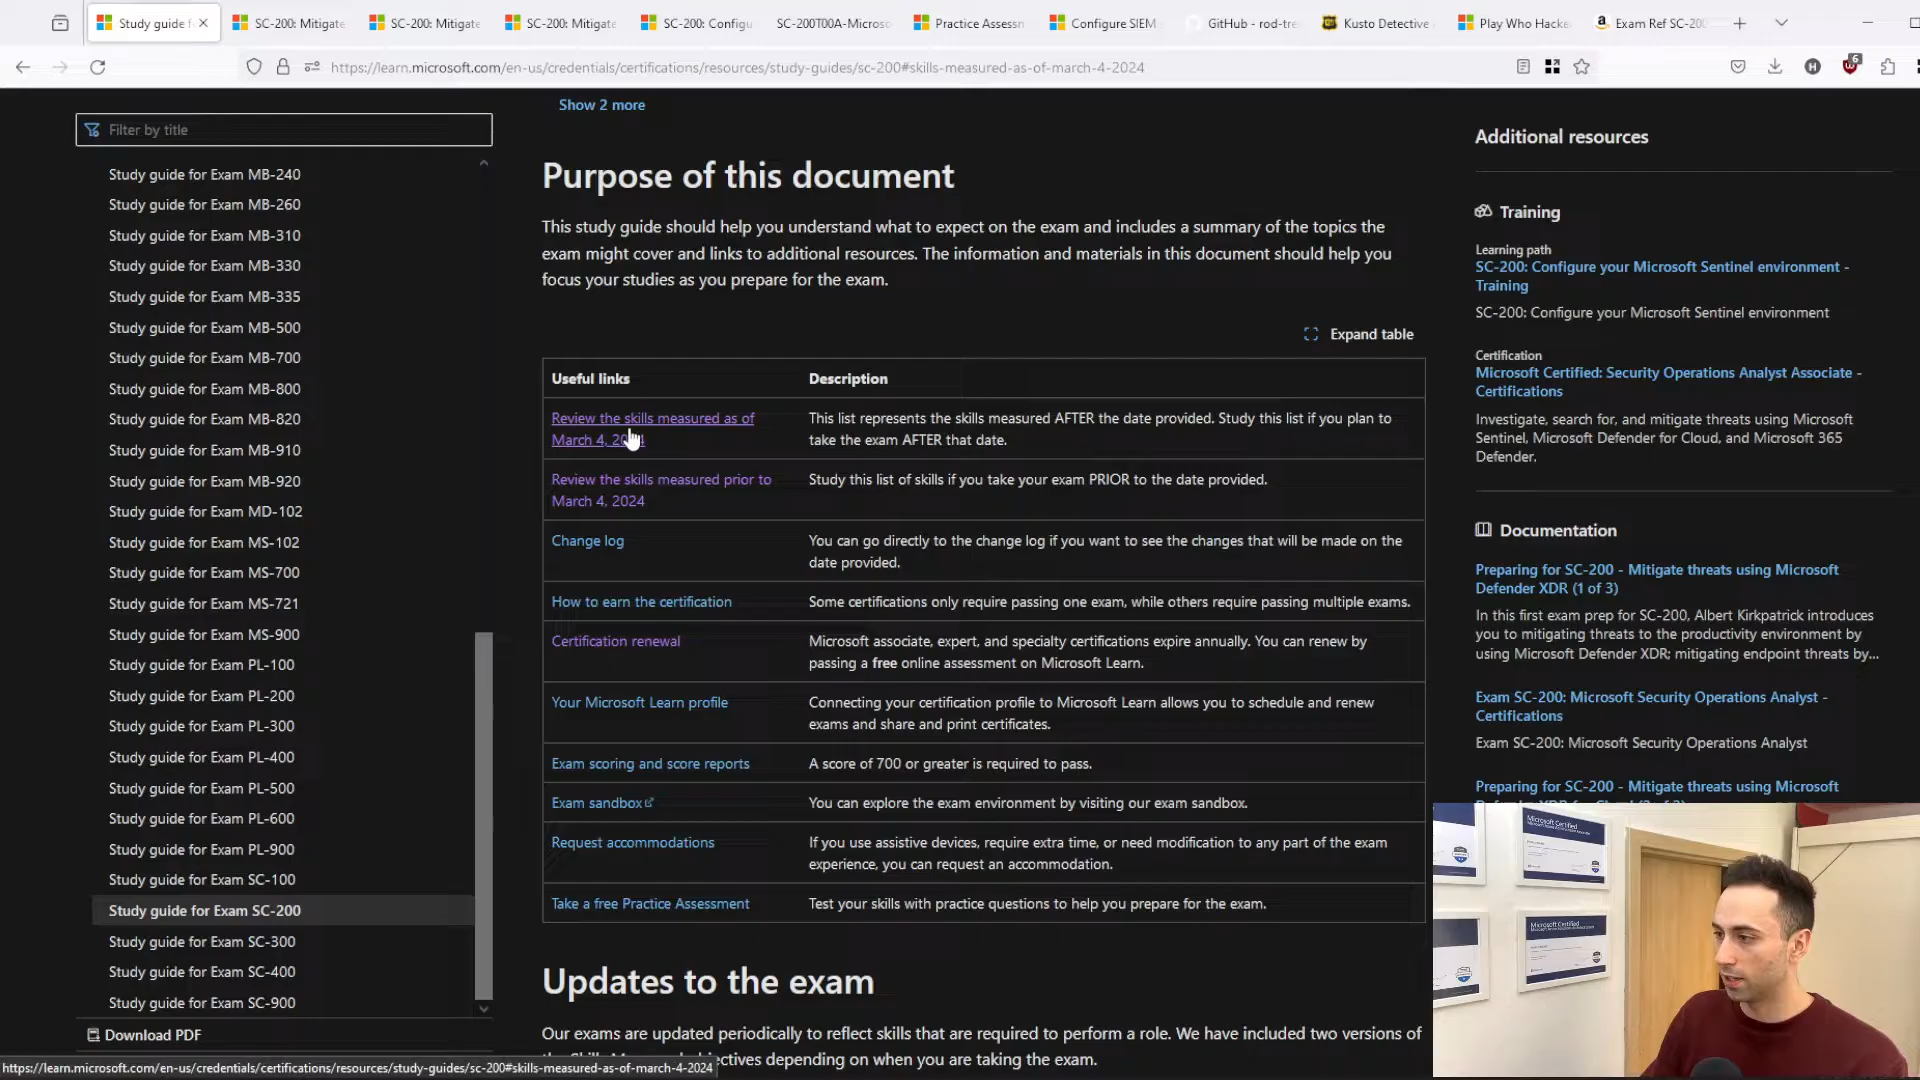 Study guide f
SC-200: Mitigate
SC-200: Mitigate
SC-200: Mitigate
SC-200: Configu
SC-200T00A-Microso
Practice Assessn
Configure SIEM
GitHub - rod-tre
Kusto Detective
Play Who Hacke
Exam Ref SC-200
https://learn.microsoft.com/en-us/credentials/certifications/resources/study-guides/sc-200#skills-measured-as-of-march-4-2024
6
Filter by title
Study guide for Exam MB-240
Study guide for Exam MB-260
Study guide for Exam MB-310
Study guide for Exam MB-330
Study guide for Exam MB-335
Study guide for Exam MB-500
Study guide for Exam MB-700
Study guide for Exam MB-800
Study guide for Exam MB-820
Study guide for Exam MB-910
Study guide for Exam MB-920
Study guide for Exam MD-102
Study guide for Exam MS-102
Study guide for Exam MS-700
Study guide for Exam MS-721
Study guide for Exam MS-900
Study guide for Exam PL-100
Study guide for Exam PL-200
Study guide for Exam PL-300
Study guide for Exam PL-400
Study guide for Exam PL-500
Study guide for Exam PL-600
Study guide for Exam PL-900
Study guide for Exam SC-100
Study guide for Exam SC-200
Study guide for Exam SC-300
Study guide for Exam SC-400
Study guide for Exam SC-900
Download PDF
Show 2 more
Purpose of this document
This study guide should help you understand what to expect on the exam and includes a summary of the topics the
exam might cover and links to additional resources. The information and materials in this document should help you
focus your studies as you prepare for the exam.
Expand table
Useful links
Description
Review the skills measured as of
March 4, 2024
This list represents the skills measured AFTER the date provided. Study this list if you plan to
take the exam AFTER that date.
Review the skills measured prior to
March 4, 2024
Study this list of skills if you take your exam PRIOR to the date provided.
Change log
You can go directly to the change log if you want to see the changes that will be made on the
date provided.
How to earn the certification
Some certifications only require passing one exam, while others require passing multiple exams.
Certification renewal
Microsoft associate, expert, and specialty certifications expire annually. You can renew by
passing a free online assessment on Microsoft Learn.
Your Microsoft Learn profile
Connecting your certification profile to Microsoft Learn allows you to schedule and renew
exams and share and print certificates.
Exam scoring and score reports
A score of 700 or greater is required to pass.
Exam sandbox
You can explore the exam environment by visiting our exam sandbox.
Request accommodations
If you use assistive devices, require extra time, or need modification to any part of the exam
experience, you can request an accommodation.
Take a free Practice Assessment
Test your skills with practice questions to help you prepare for the exam.
Updates to the exam
Our exams are updated periodically to reflect skills that are required to perform a role. We have included two versions of
objectives depending on when you are taking the exam.
Additional resources
Training
Learning path
SC-200: Configure your Microsoft Sentinel environment -
Training
SC-200: Configure your Microsoft Sentinel environment
Certification
Microsoft Certified: Security Operations Analyst Associate -
Certifications
Investigate, search for, and mitigate threats using Microsoft
Sentinel, Microsoft Defender for Cloud, and Microsoft 365
Defender.
Documentation
Preparing for SC-200 - Mitigate threats using Microsoft
Defender XDR (1 of 3)
In this first exam prep for SC-200, Albert Kirkpatrick introduces
you to mitigating threats to the productivity environment by
using Microsoft Defender XDR; mitigating endpoint threats by...
Exam SC-200: Microsoft Security Operations Analyst -
Certifications
Exam SC-200: Microsoft Security Operations Analyst
Preparing for SC-200 - Mitigate threats using Microsoft
Microsoft Certified
Microsoft Certified
https://learn.microsoft.com/en-us/credentials/certifications/resources/study-guides/sc-200#skills-measured-as-of-march-4-2024